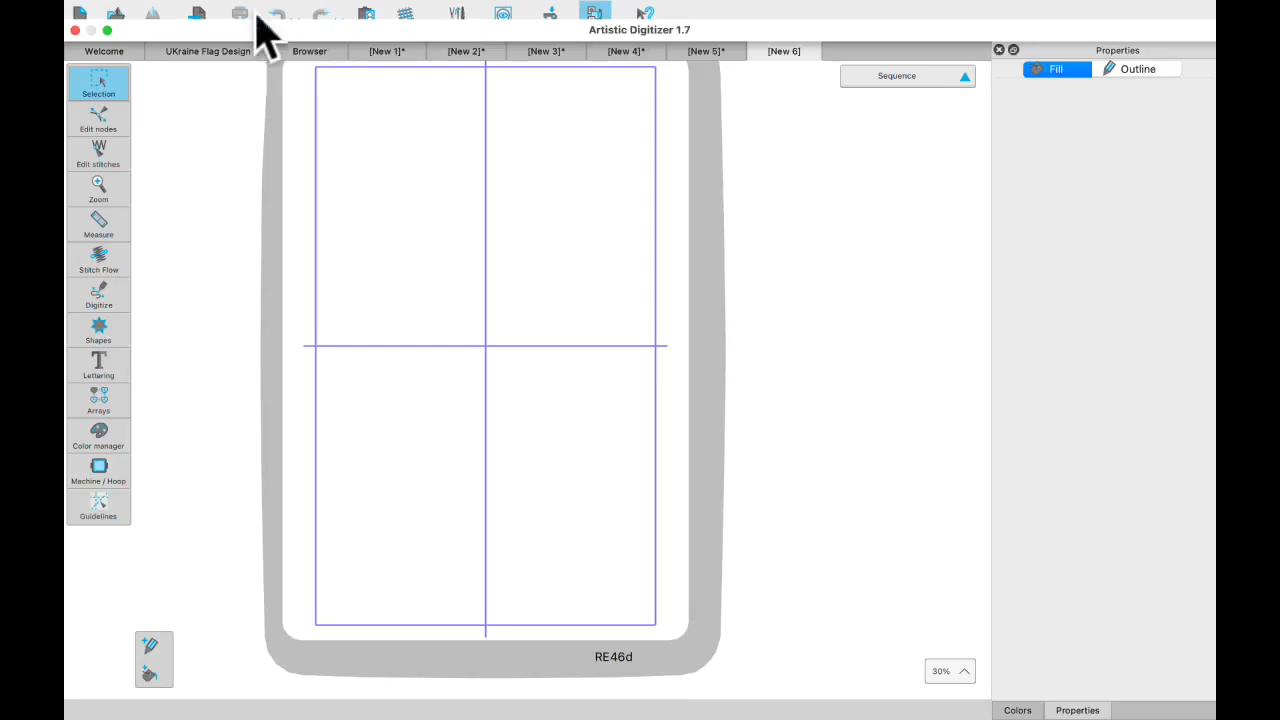 Artistic Digitizer 1.7
Welcome
UKraine Flag Design
Browser
[New 1]*
[New 2]*
[New 3]*
[New 4]*
[New 5]*
[New 6]
Properties
Fill
Outline
Sequence
Selection
Edit nodes
Edit stitches
Zoom
Measure
Stitch Flow
Digitize
Shapes
Lettering
Arrays
Color manager
Machine / Hoop
Guidelines
RE46d
30%
Colors
Properties